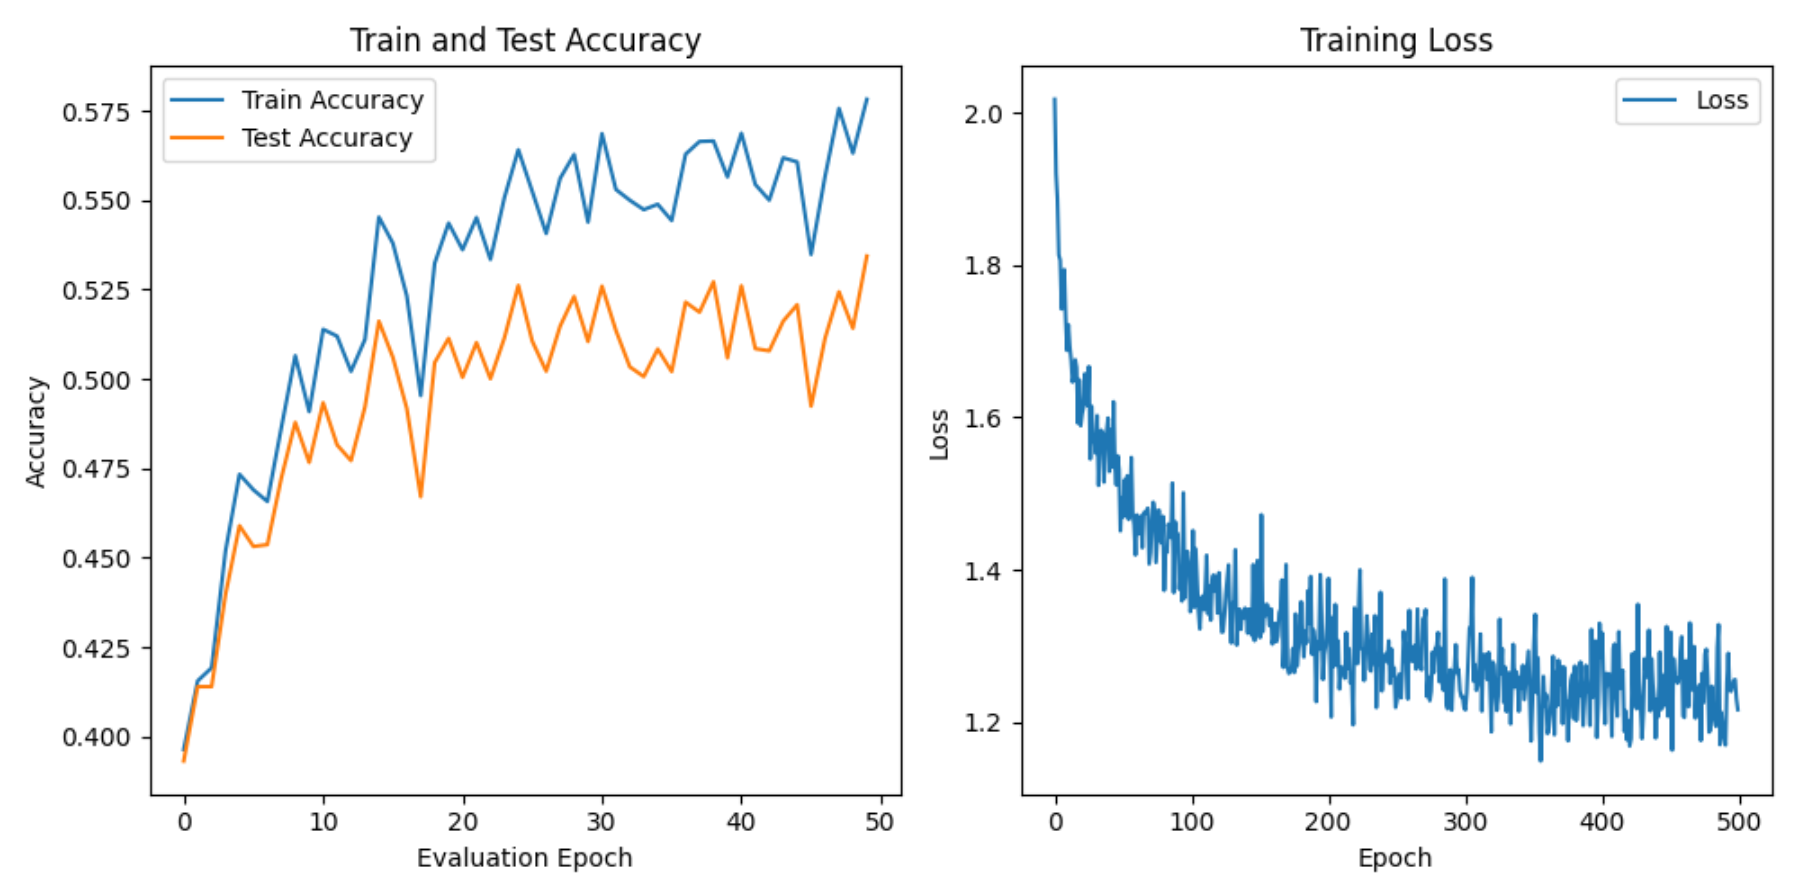 Train and Test Accuracy
Train Accuracy
Test Accuracy
0.575
0.550
0.525
0.500
0.475
0.450
0.425
0.400
Accuracy
0
10
20
30
40
50
Evaluation Epoch
Training Loss
Loss
2.0
1.8
1.6
1.4
1.2
Loss
0
100
200
300
400
500
Epoch